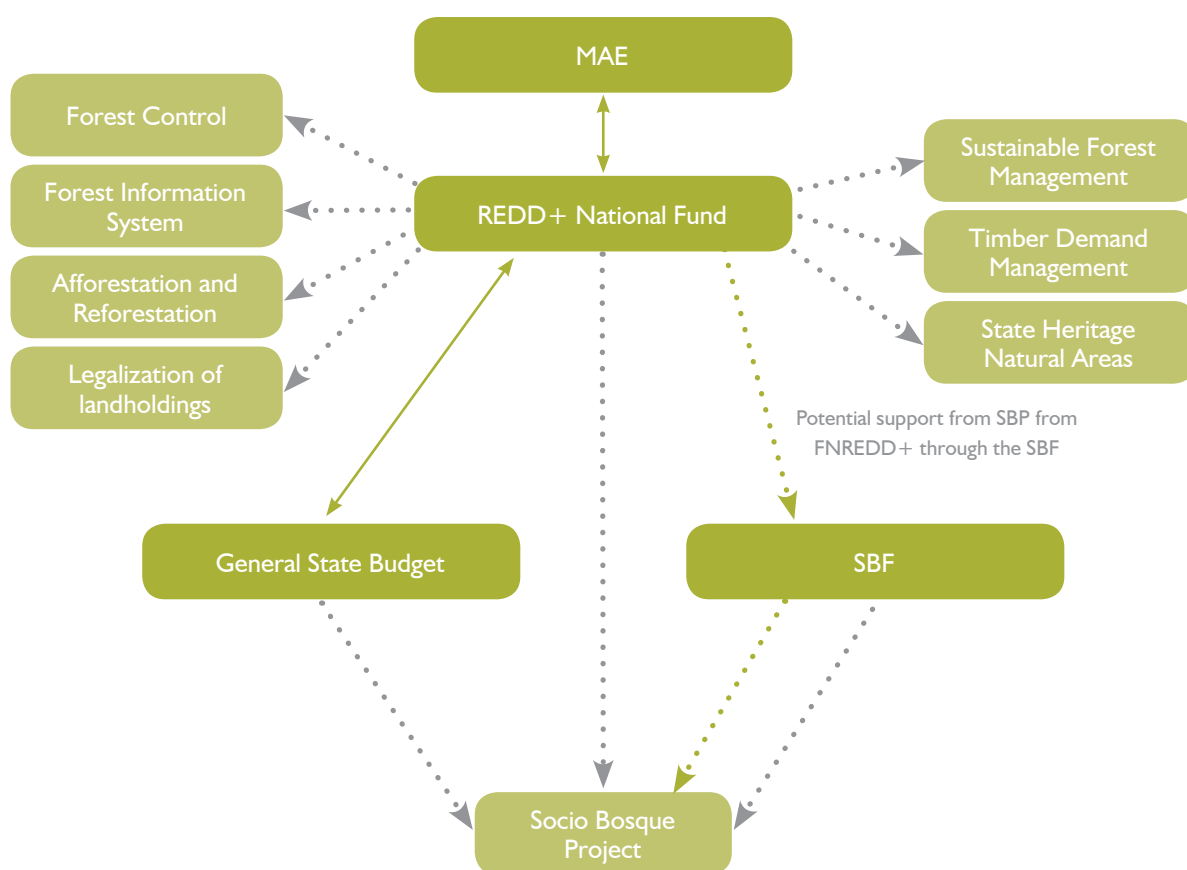 MAE
Forest Control
Forest Information
System
Afforestation and
Reforestation
Legalization of
landholdings
REDD+ National Fund
Sustainable Forest
Management
Timber Demand
Management
State Heritage
Natural Areas
Potential support from SBP from
FNREDD+ through the SBF
General State Budget
SBF
Socio Bosque
Project